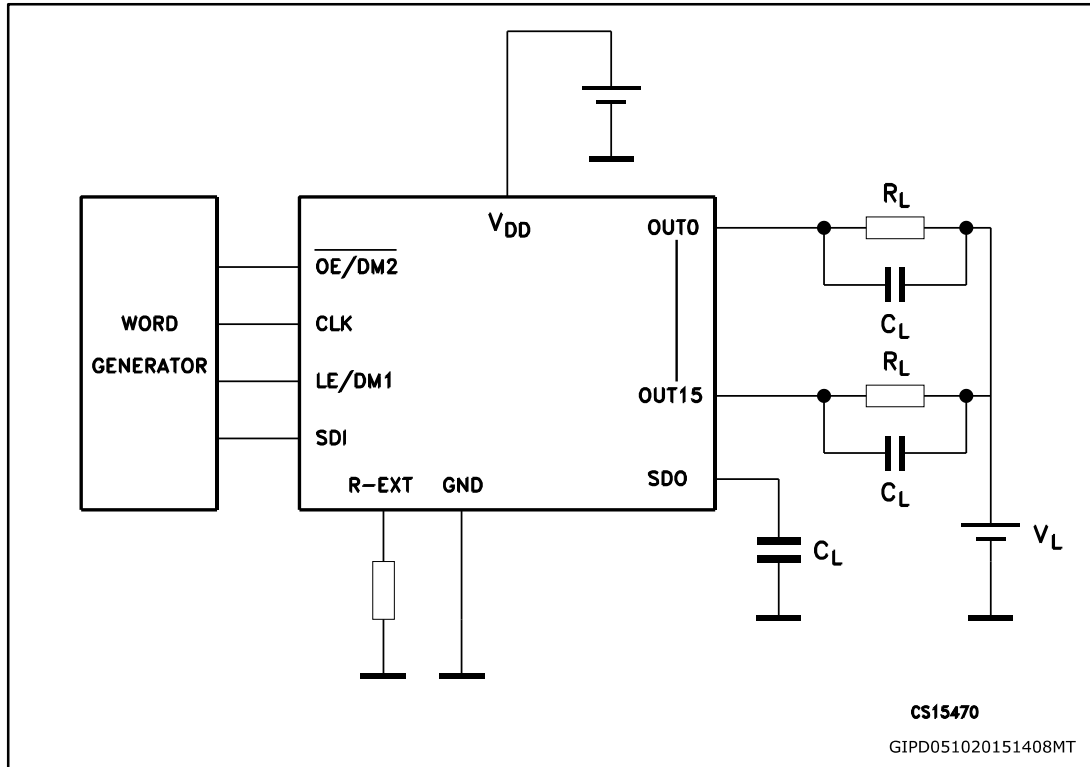 V_DD
OE/DM2
CLK
LE/DM1
SDI
WORD
GENERATOR
R-EXT
GND
OUT0
OUT15
SDO
R_L
C_L
R_L
C_L
C_L
V_L
CS15470
GIPD051020151408MT